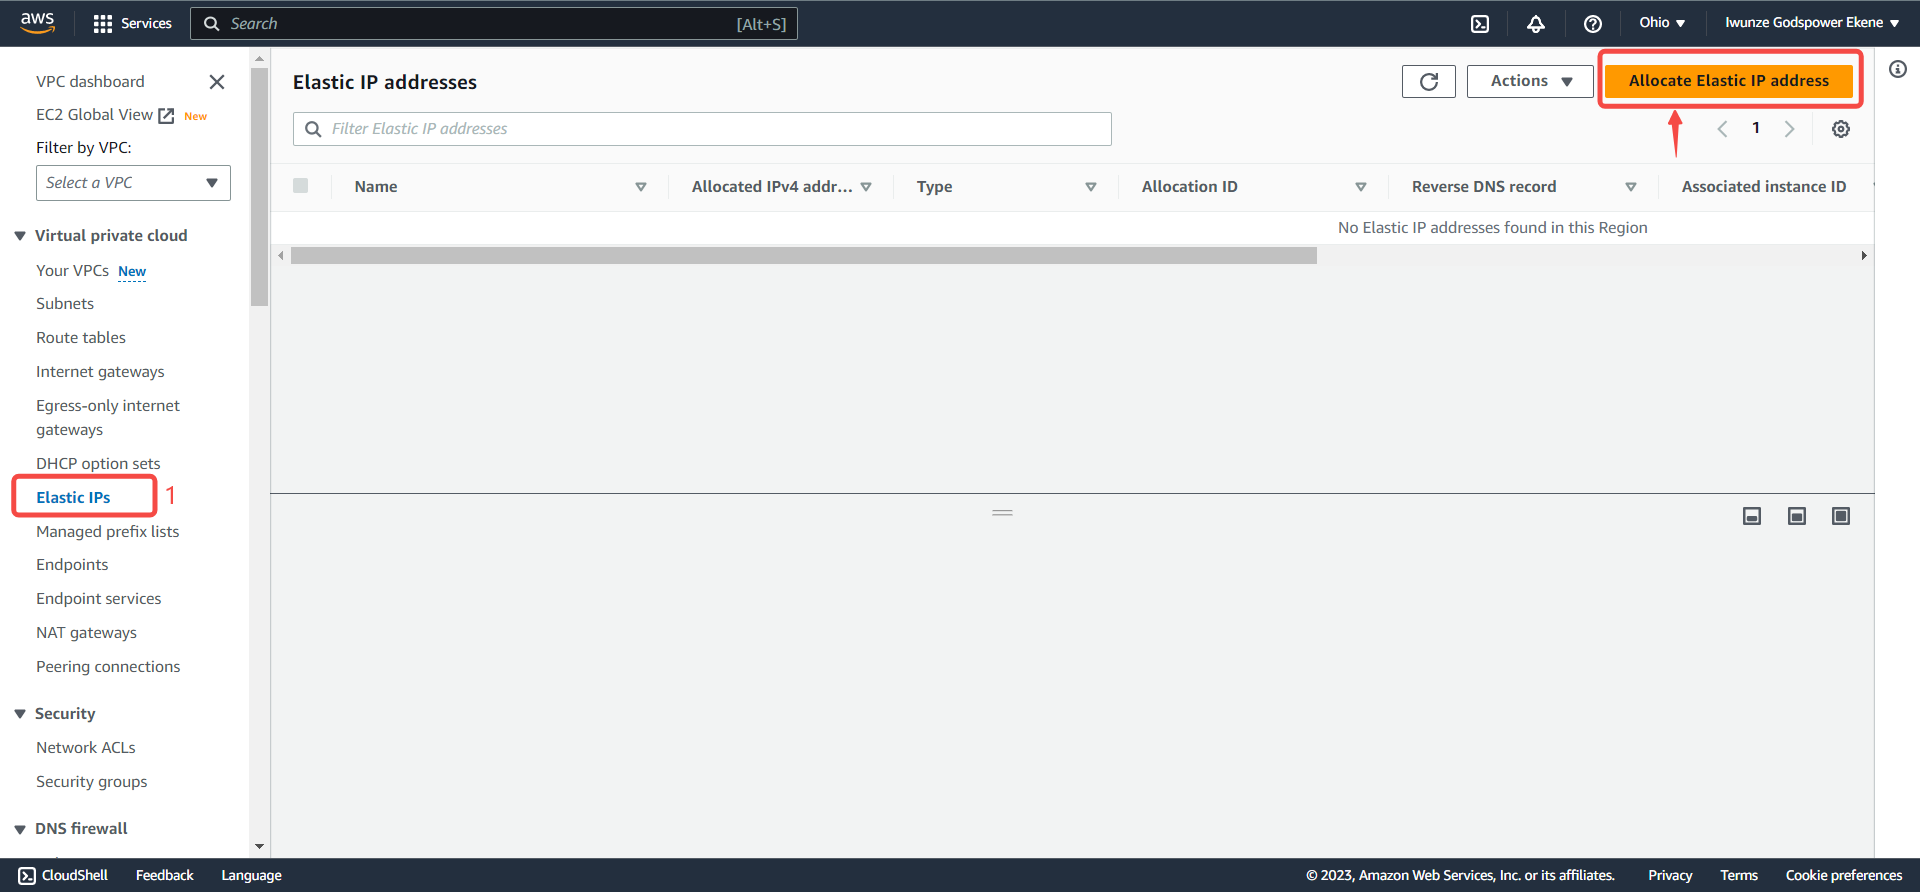 aws Services Search [Alt+S] Ohio Iwunze Godspower Ekene
VPC dashboard
EC2 Global View New
Filter by VPC:
Select a VPC
Virtual private cloud
Your VPCs New
Subnets
Route tables
Internet gateways
Egress-only internet
gateways
DHCP option sets
Elastic IPs 1
Managed prefix lists
Endpoints
Endpoint services
NAT gateways
Peering connections
Security
Network ACLs
Security groups
DNS firewall
Elastic IP addresses
Actions
Allocate Elastic IP address
Filter Elastic IP addresses
1
Name Allocated IPv4 addr... Type Allocation ID Reverse DNS record Associated instance ID
No Elastic IP addresses found in this Region
CloudShell Feedback Language © 2023, Amazon Web Services, Inc. or its affiliates. Privacy Terms Cookie preferences